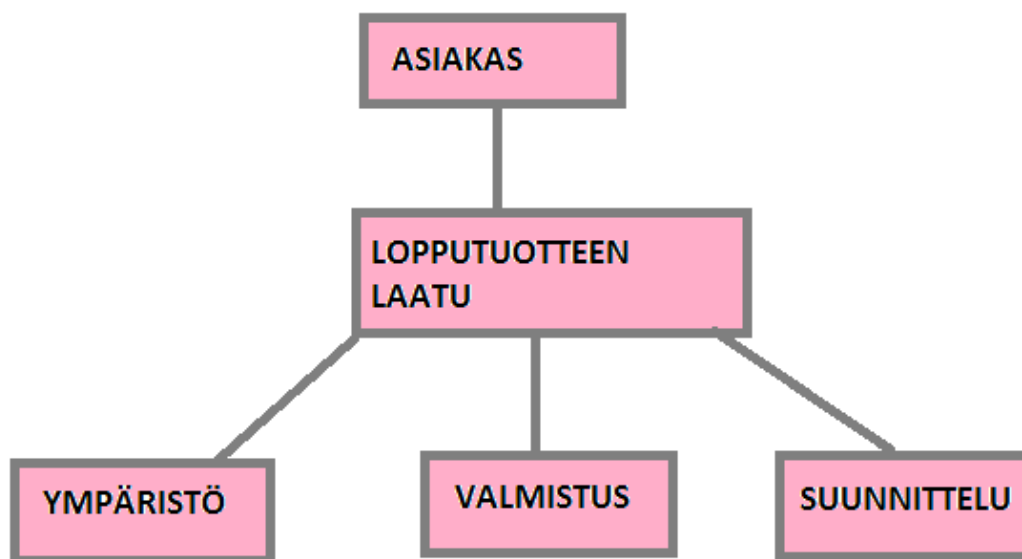 ASIAKAS
LOPPUTUOTTEEN
LAATU
YMPÄRISTÖ
VALMISTUS
SUUNNITTELU